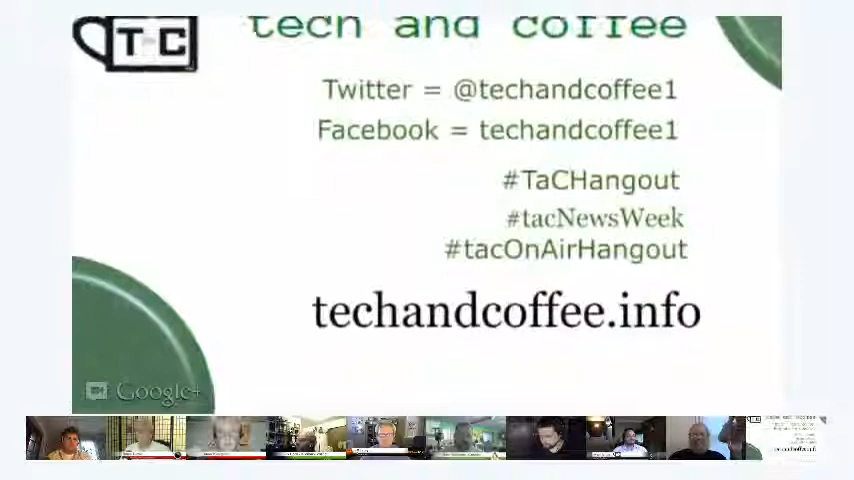 T C
tech and coffee
Twitter = @techandcoffee1
Facebook = techandcoffee1
#TaCHangout
#tacNewsWeek
#tacOnAirHangout
techandcoffee.info
Google+